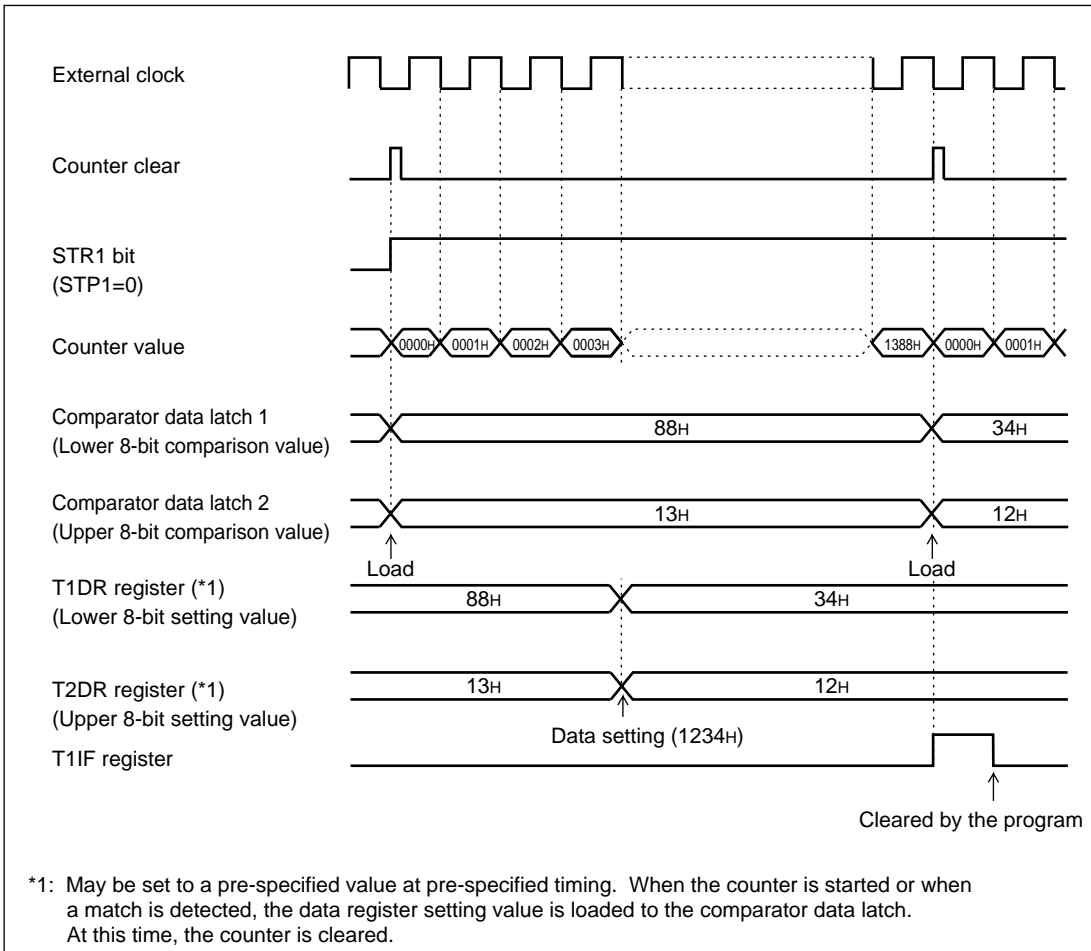 External clock
Counter clear
STR1 bit
(STP1=0)
Counter value
0000H 0001H 0002H 0003H 1388H 0000H 0001H
Comparator data latch 1
(Lower 8-bit comparison value)
88H 34H
Comparator data latch 2
(Upper 8-bit comparison value)
13H 12H
Load Load
T1DR register (*1)
(Lower 8-bit setting value)
88H 34H
T2DR register (*1)
(Upper 8-bit setting value)
13H 12H
Data setting (1234H)
T1IF register
Cleared by the program
*1: May be set to a pre-specified value at pre-specified timing. When the counter is started or when
a match is detected, the data register setting value is loaded to the comparator data latch.
At this time, the counter is cleared.